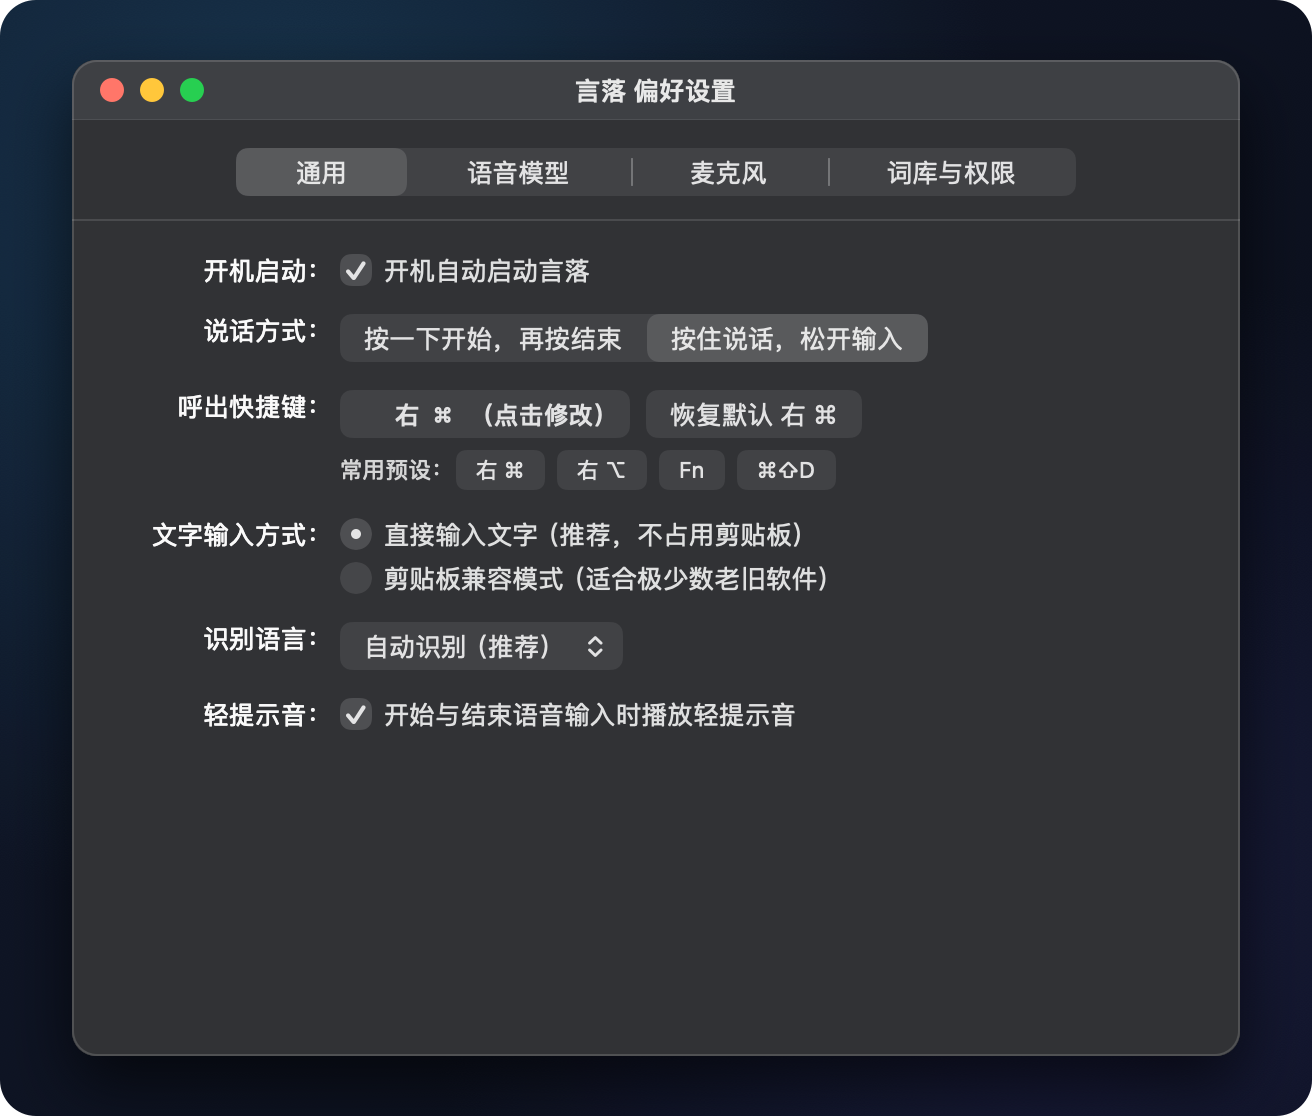 言落 偏好设置
通用 语音模型 麦克风 词库与权限
开机启动： 开机自动启动言落
说话方式： 按一下开始，再按结束 按住说话，松开输入
呼出快捷键： 右 ⌘ （点击修改） 恢复默认 右 ⌘
常用预设： 右 ⌘ 右 ⌥ Fn ⌘⇧D
文字输入方式： 直接输入文字（推荐，不占用剪贴板）
剪贴板兼容模式（适合极少数老旧软件）
识别语言： 自动识别（推荐）
轻提示音： 开始与结束语音输入时播放轻提示音